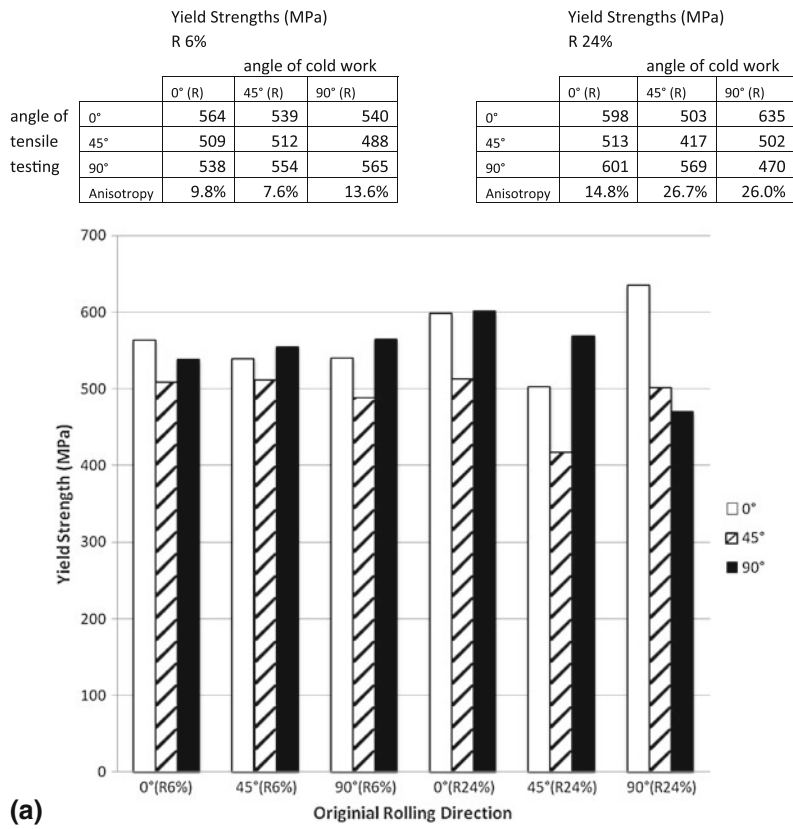 Yield Strengths (MPa)
R 6%
angle of cold work
0° (R) 45° (R) 90° (R)
angle of 0° 564 539 540
tensile 45° 509 512 488
testing 90° 538 554 565
Anisotropy 9.8% 7.6% 13.6%
Yield Strengths (MPa)
R 24%
angle of cold work
0° (R) 45° (R) 90° (R)
0° 598 503 635
45° 513 417 502
90° 601 569 470
Anisotropy 14.8% 26.7% 26.0%
700
600
500
400
300
200
100
0
Yield Strength (MPa)
0°(R6%) 45°(R6%) 90°(R6%) 0°(R24%) 45°(R24%) 90°(R24%)
Originial Rolling Direction
0°
45°
90°
(a)